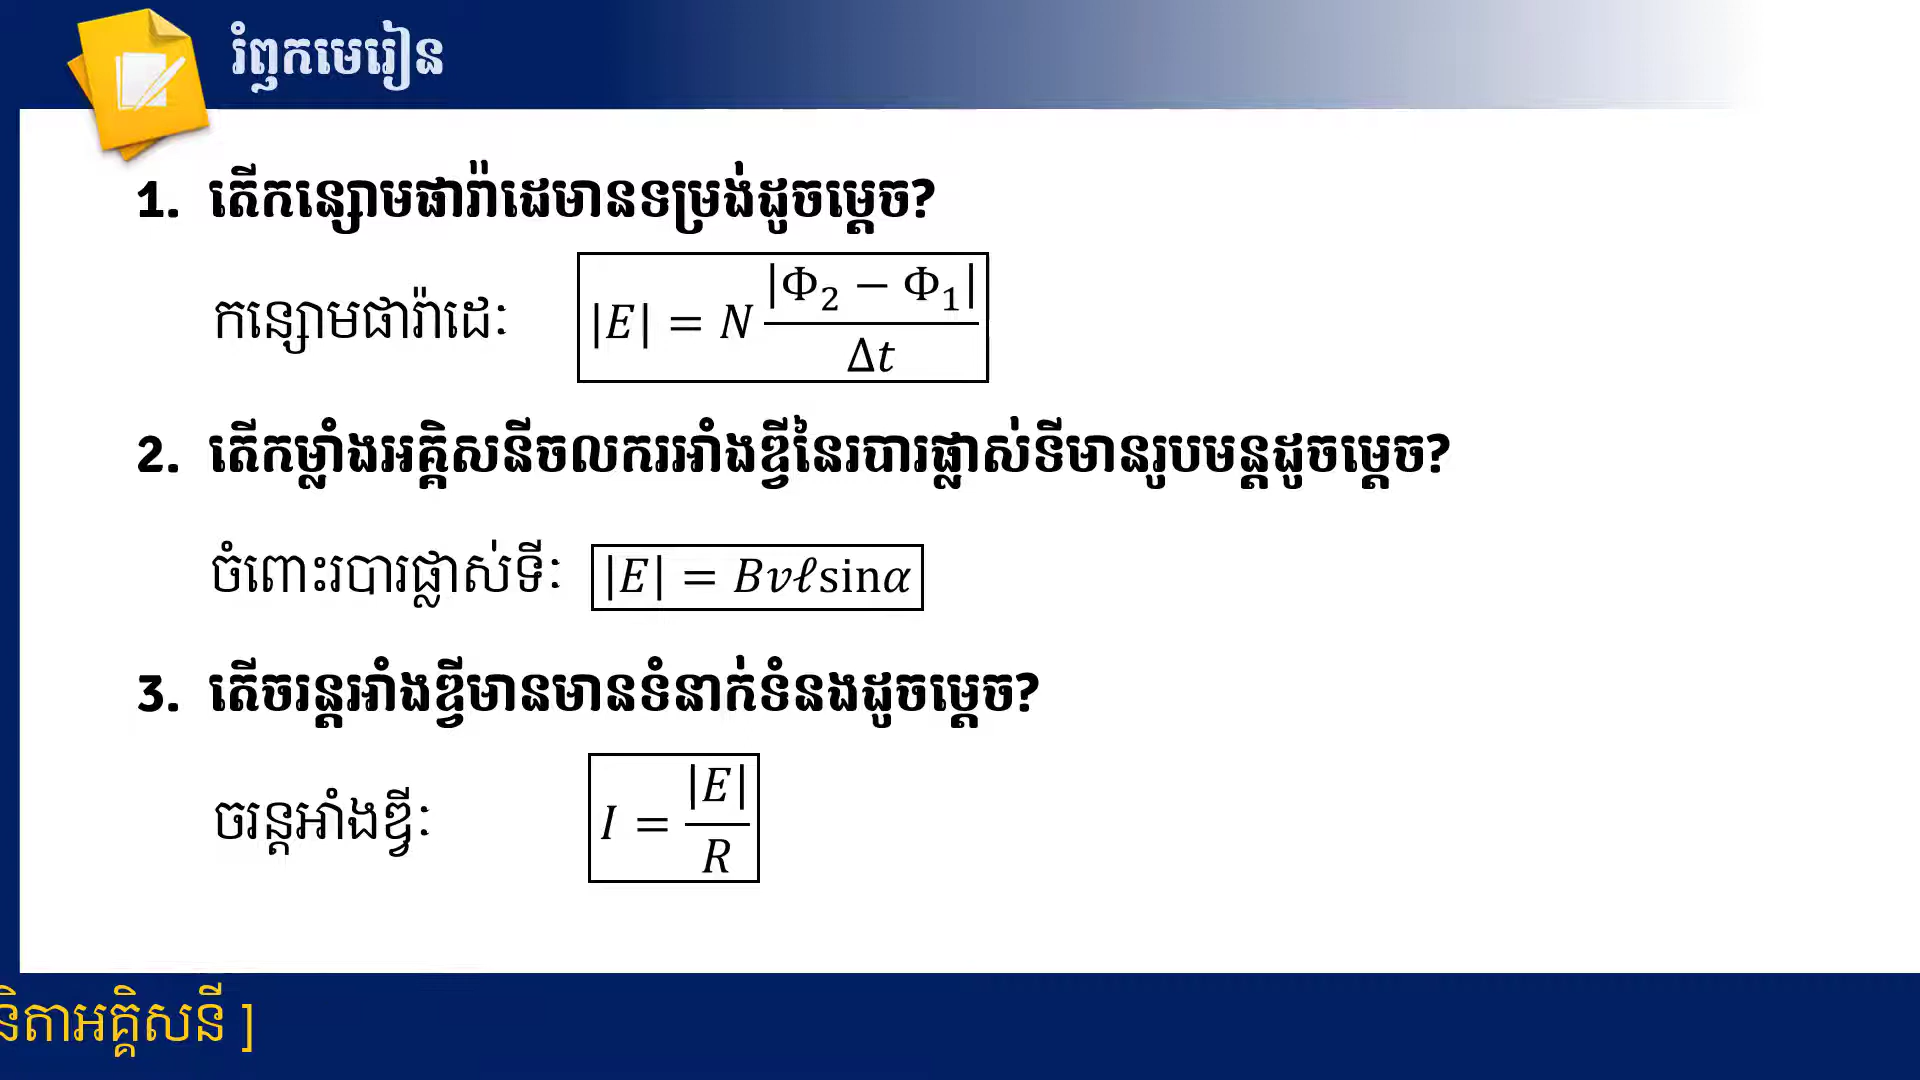 រំឭកមេរៀន
1. តើកន្សោមផារ៉ាដេមានទម្រង់ដូចម្ដេច?
កន្សោមផារ៉ាដេៈ |E| = N |Φ₂ − Φ₁| / Δt
2. តើកម្លាំងអគ្គិសនីចលករអាំងឌ្វីនៃរបារផ្លាស់ទីមានរូបមន្តដូចម្ដេច?
ចំពោះរបារផ្លាស់ទីៈ |E| = Bvℓsinα
3. តើចរន្តអាំងឌ្វីមានមានទំនាក់ទំនងដូចម្ដេច?
ចរន្តអាំងឌ្វីៈ I = |E| / R
និតាអគ្គិសនី ]